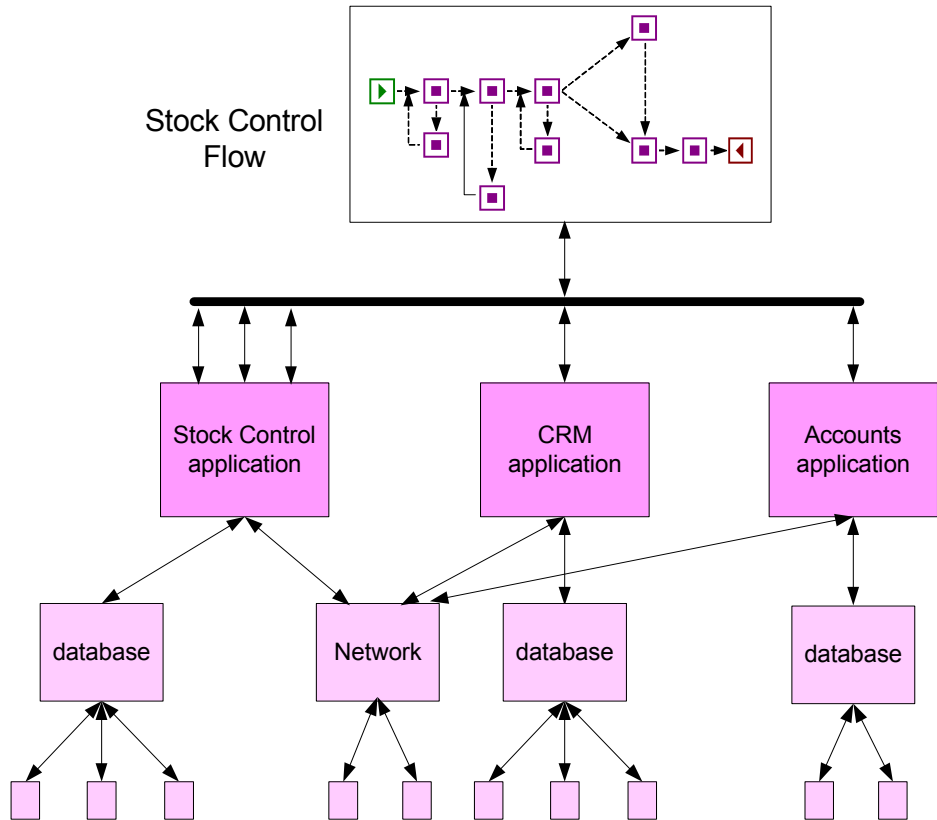 Stock Control
Flow
Stock Control
application
CRM
application
Accounts
application
database
Network
database
database